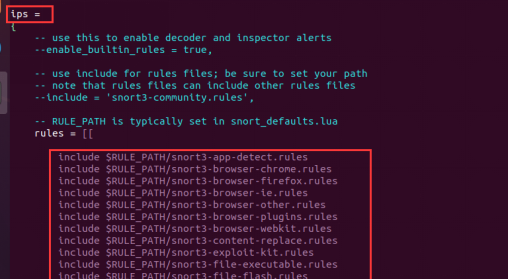 ips =
{
-- use this to enable decoder and inspector alerts
--enable_builtin_rules = true,
-- use include for rules files; be sure to set your path
-- note that rules files can include other rules files
--include = 'snort3-community.rules',
-- RULE_PATH is typically set in snort_defaults.lua
rules = [[
include $RULE_PATH/snort3-app-detect.rules
include $RULE_PATH/snort3-browser-chrome.rules
include $RULE_PATH/snort3-browser-firefox.rules
include $RULE_PATH/snort3-browser-ie.rules
include $RULE_PATH/snort3-browser-other.rules
include $RULE_PATH/snort3-browser-plugins.rules
include $RULE_PATH/snort3-browser-webkit.rules
include $RULE_PATH/snort3-content-replace.rules
include $RULE_PATH/snort3-exploit-kit.rules
include $RULE_PATH/snort3-file-executable.rules
include $RULE_PATH/snort3-file-flash.rules